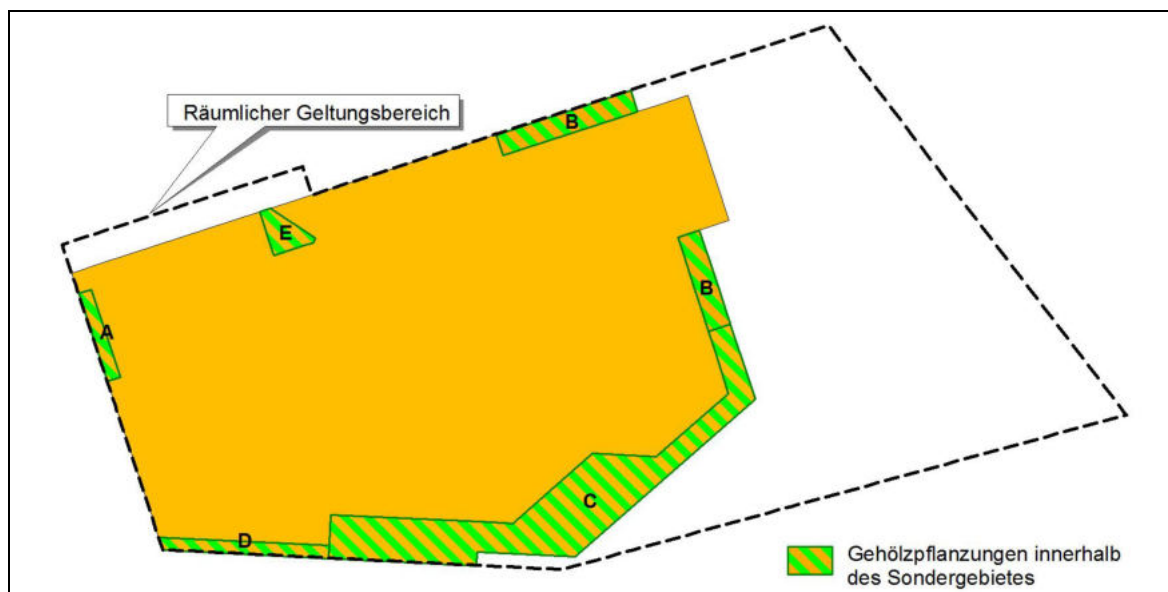 Räumlicher Geltungsbereich
B
E
B
A
C
D
Gehölzpflanzungen innerhalb
des Sondergebietes